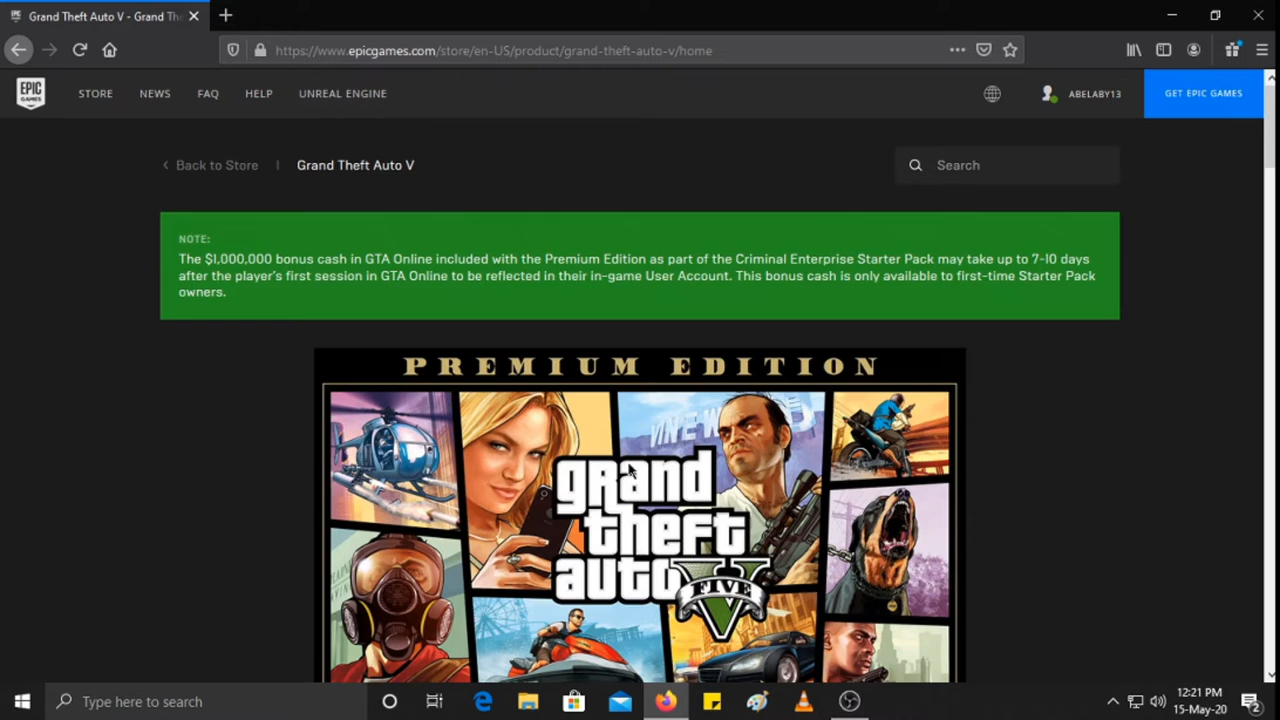 Grand Theft Auto V - Grand The
https://www.epicgames.com/store/en-US/product/grand-theft-auto-v/home
EPIC
GAMES
STORE
NEWS
FAQ
HELP
UNREAL ENGINE
ABELABY13
GET EPIC GAMES
Back to Store
Grand Theft Auto V
Search
NOTE:
The $1,000,000 bonus cash in GTA Online included with the Premium Edition as part of the Criminal Enterprise Starter Pack may take up to 7-10 days
after the player's first session in GTA Online to be reflected in their in-game User Account. This bonus cash is only available to first-time Starter Pack
owners.
PREMIUM EDITION
VINEW
grand
theft
auto
V
FIVE
Type here to search
12:21 PM
15-May-20
2